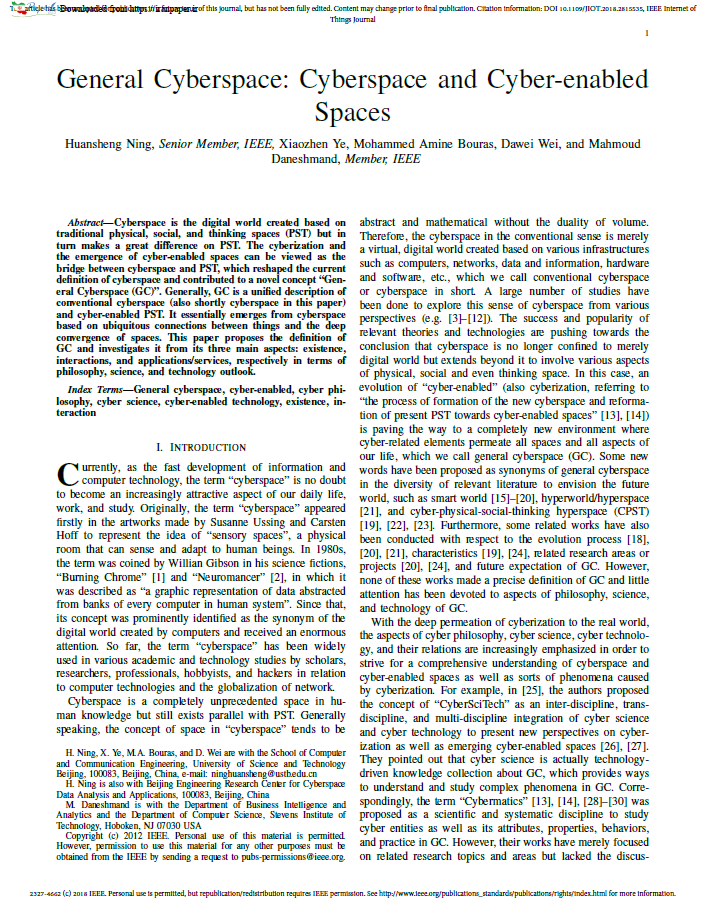 This article has been accepted for publication in a future issue of this journal, but has not been fully edited. Content may change prior to final publication. Citation information: DOI 10.1109/JIOT.2018.2815535, IEEE Internet of
Things Journal
Downloaded from http://iranpaper.ir
1
General Cyberspace: Cyberspace and Cyber-enabled
Spaces
Huansheng Ning, Senior Member, IEEE, Xiaozhen Ye, Mohammed Amine Bouras, Dawei Wei, and Mahmoud
Daneshmand, Member, IEEE
Abstract—Cyberspace is the digital world created based on
traditional physical, social, and thinking spaces (PST) but in
turn makes a great difference on PST. The cyberization and
the emergence of cyber-enabled spaces can be viewed as the
bridge between cyberspace and PST, which reshaped the current
definition of cyberspace and contributed to a novel concept “Gen-
eral Cyberspace (GC)”. Generally, GC is a unified description of
conventional cyberspace (also shortly cyberspace in this paper)
and cyber-enabled PST. It essentially emerges from cyberspace
based on ubiquitous connections between things and the deep
convergence of spaces. This paper proposes the definition of
GC and investigates it from its three main aspects: existence,
interactions, and applications/services, respectively in terms of
philosophy, science, and technology outlook.
Index Terms—General cyberspace, cyber-enabled, cyber phi-
losophy, cyber science, cyber-enabled technology, existence, in-
teraction
I. INTRODUCTION
Currently, as the fast development of information and
computer technology, the term “cyberspace” is no doubt
to become an increasingly attractive aspect of our daily life,
work, and study. Originally, the term “cyberspace” appeared
firstly in the artworks made by Susanne Ussing and Carsten
Hoff to represent the idea of “sensory spaces”, a physical
room that can sense and adapt to human beings. In 1980s,
the term was coined by Willian Gibson in his science fictions,
“Burning Chrome” [1] and “Neuromancer” [2], in which it
was described as “a graphic representation of data abstracted
from banks of every computer in human system”. Since that,
its concept was prominently identified as the synonym of the
digital world created by computers and received an enormous
attention. So far, the term “cyberspace” has been widely
used in various academic and technology studies by scholars,
researchers, professionals, hobbyists, and hackers in relation
to computer technologies and the globalization of network.
Cyberspace is a completely unprecedented space in hu-
man knowledge but still exists parallel with PST. Generally
speaking, the concept of space in “cyberspace” tends to be
H. Ning, X. Ye, M.A. Bouras, and D. Wei are with the School of Computer
and Communication Engineering, University of Science and Technology
Beijing, 100083, Beijing, China, e-mail: ninghuansheng@ustb.edu.cn
H. Ning is also with Beijing Engineering Research Center for Cyberspace
Data Analysis and Applications, 100083, Beijing, China
M. Daneshmand is with the Department of Business Intelligence and
Analytics and the Department of Computer Science, Stevens Institute of
Technology, Hoboken, NJ 07030 USA
Copyright (c) 2012 IEEE. Personal use of this material is permitted.
However, permission to use this material for any other purposes must be
obtained from the IEEE by sending a request to pubs-permissions@ieee.org.
abstract and mathematical without the duality of volume.
Therefore, the cyberspace in the conventional sense is merely
a virtual, digital world created based on various infrastructures
such as computers, networks, data and information, hardware
and software, etc., which we call conventional cyberspace
or cyberspace in short. A large number of studies have
been done to explore this sense of cyberspace from various
perspectives (e.g. [3]–[12]). The success and popularity of
relevant theories and technologies are pushing towards the
conclusion that cyberspace is no longer confined to merely
digital world but extends beyond it to involve various aspects
of physical, social and even thinking space. In this case, an
evolution of “cyber-enabled” (also cyberization, referring to
“the process of formation of the new cyberspace and reforma-
tion of present PST towards cyber-enabled spaces” [13], [14])
is paving the way to a completely new environment where
cyber-related elements permeate all spaces and all aspects of
our life, which we call general cyberspace (GC). Some new
words have been proposed as synonyms of general cyberspace
in the diversity of relevant literature to envision the future
world, such as smart world [15]–[20], hyperworld/hyperspace
[21], and cyber-physical-social-thinking hyperspace (CPST)
[19], [22], [23]. Furthermore, some related works have also
been conducted with respect to the evolution process [18],
[20], [21], characteristics [19], [24], related research areas or
projects [20], [24], and future expectation of GC. However,
none of these works made a precise definition of GC and little
attention has been devoted to aspects of philosophy, science,
and technology of GC.
With the deep permeation of cyberization to the real world,
the aspects of cyber philosophy, cyber science, cyber technolo-
gy, and their relations are increasingly emphasized in order to
strive for a comprehensive understanding of cyberspace and
cyber-enabled spaces as well as sorts of phenomena caused
by cyberization. For example, in [25], the authors proposed
the concept of “CyberSciTech” as an inter-discipline, trans-
discipline, and multi-discipline integration of cyber science
and cyber technology to present new perspectives on cyber-
ization as well as emerging cyber-enabled spaces [26], [27].
They pointed out that cyber science is actually technology-
driven knowledge collection about GC, which provides ways
to understand and study complex phenomena in GC. Corre-
spondingly, the term “Cybermatics” [13], [14], [28]–[30] was
proposed as a scientific and systematic discipline to study
cyber entities as well as its attributes, properties, behaviors,
and practice in GC. However, their works have merely focused
on related research topics and areas but lacked the discus-
2327-4662 (c) 2018 IEEE. Personal use is permitted, but republication/redistribution requires IEEE permission. See http://www.ieee.org/publications_standards/publications/rights/index.html for more information.